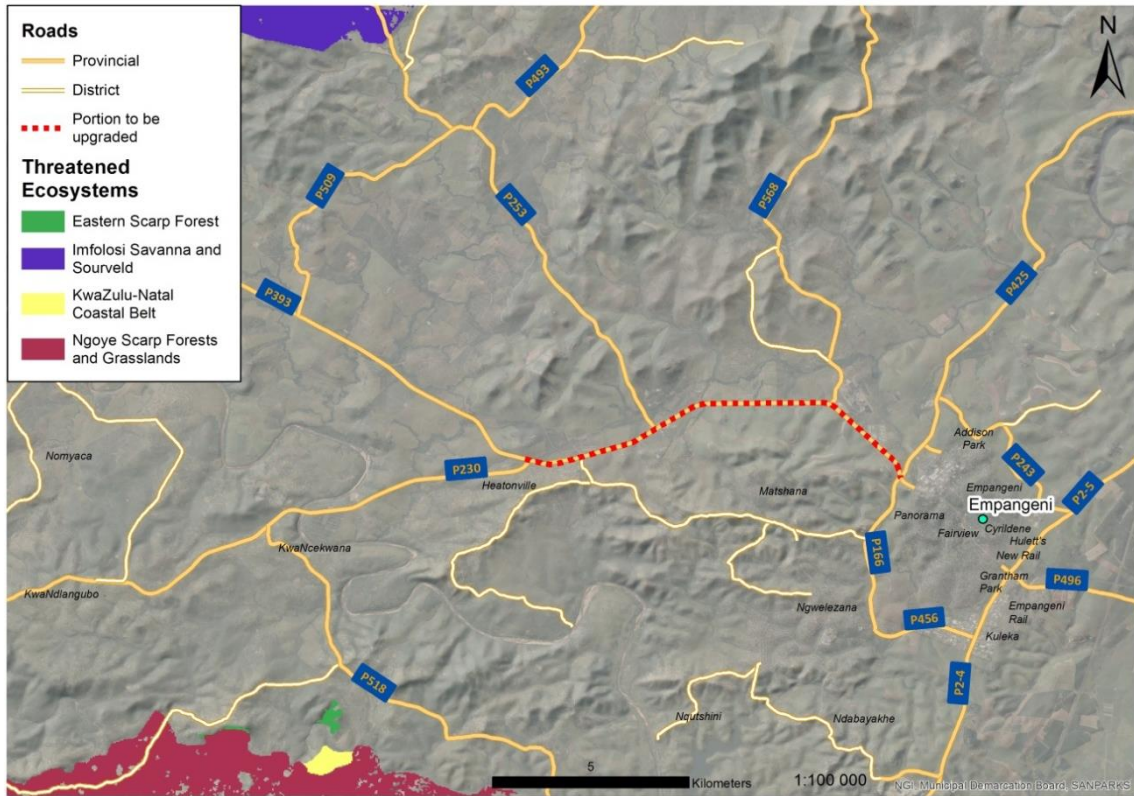 Roads
Provincial
District
Portion to be
upgraded
Threatened
Ecosystems
Eastern Scarp Forest
Imfolosi Savanna and
Sourveld
KwaZulu-Natal
Coastal Belt
Ngoye Scarp Forests
and Grasslands
N
P493
P509
P253
P568
P393
P425
Addison
Park
P243
Nomyaca
P230
Heatonville
Matshana
Empangeni
P2-5
Empangeni
Panorama
Fairview
Cyrildene
Hulett's
New Rail
KwaNcekwana
P166
Grantham
Park
P496
KwaNdlangubo
Ngwelezana
P456
Empangeni
Rail
Kuleka
P518
P2-4
Nqutshini
Ndabayakhe
5
Kilometers
1:100 000
NGI, Municipal Demarcation Board, SANPARKS